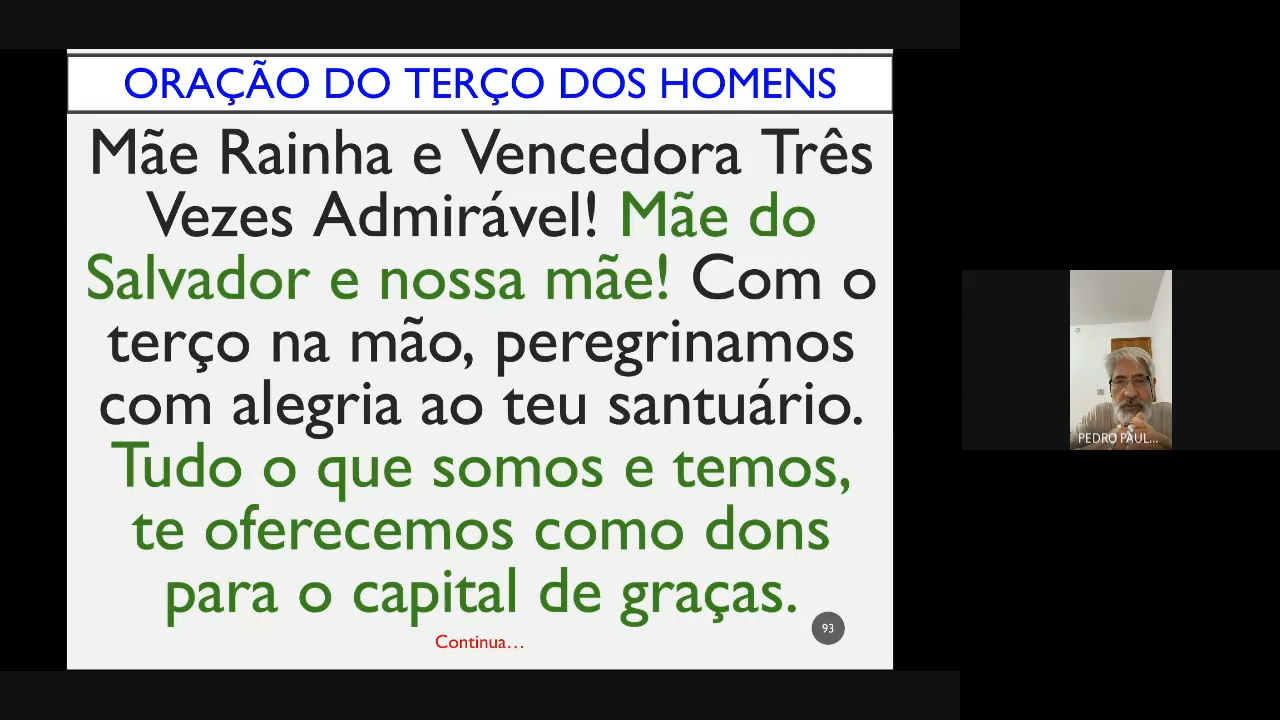 ORAÇÃO DO TERÇO DOS HOMENS
Mãe Rainha e Vencedora Três
Vezes Admirável! Mãe do
Salvador e nossa mãe! Com o
terço na mão, peregrinamos
com alegria ao teu santuário.
Tudo o que somos e temos,
te oferecemos como dons
para o capital de graças.
93
Continua...
PEDRO PAUL...